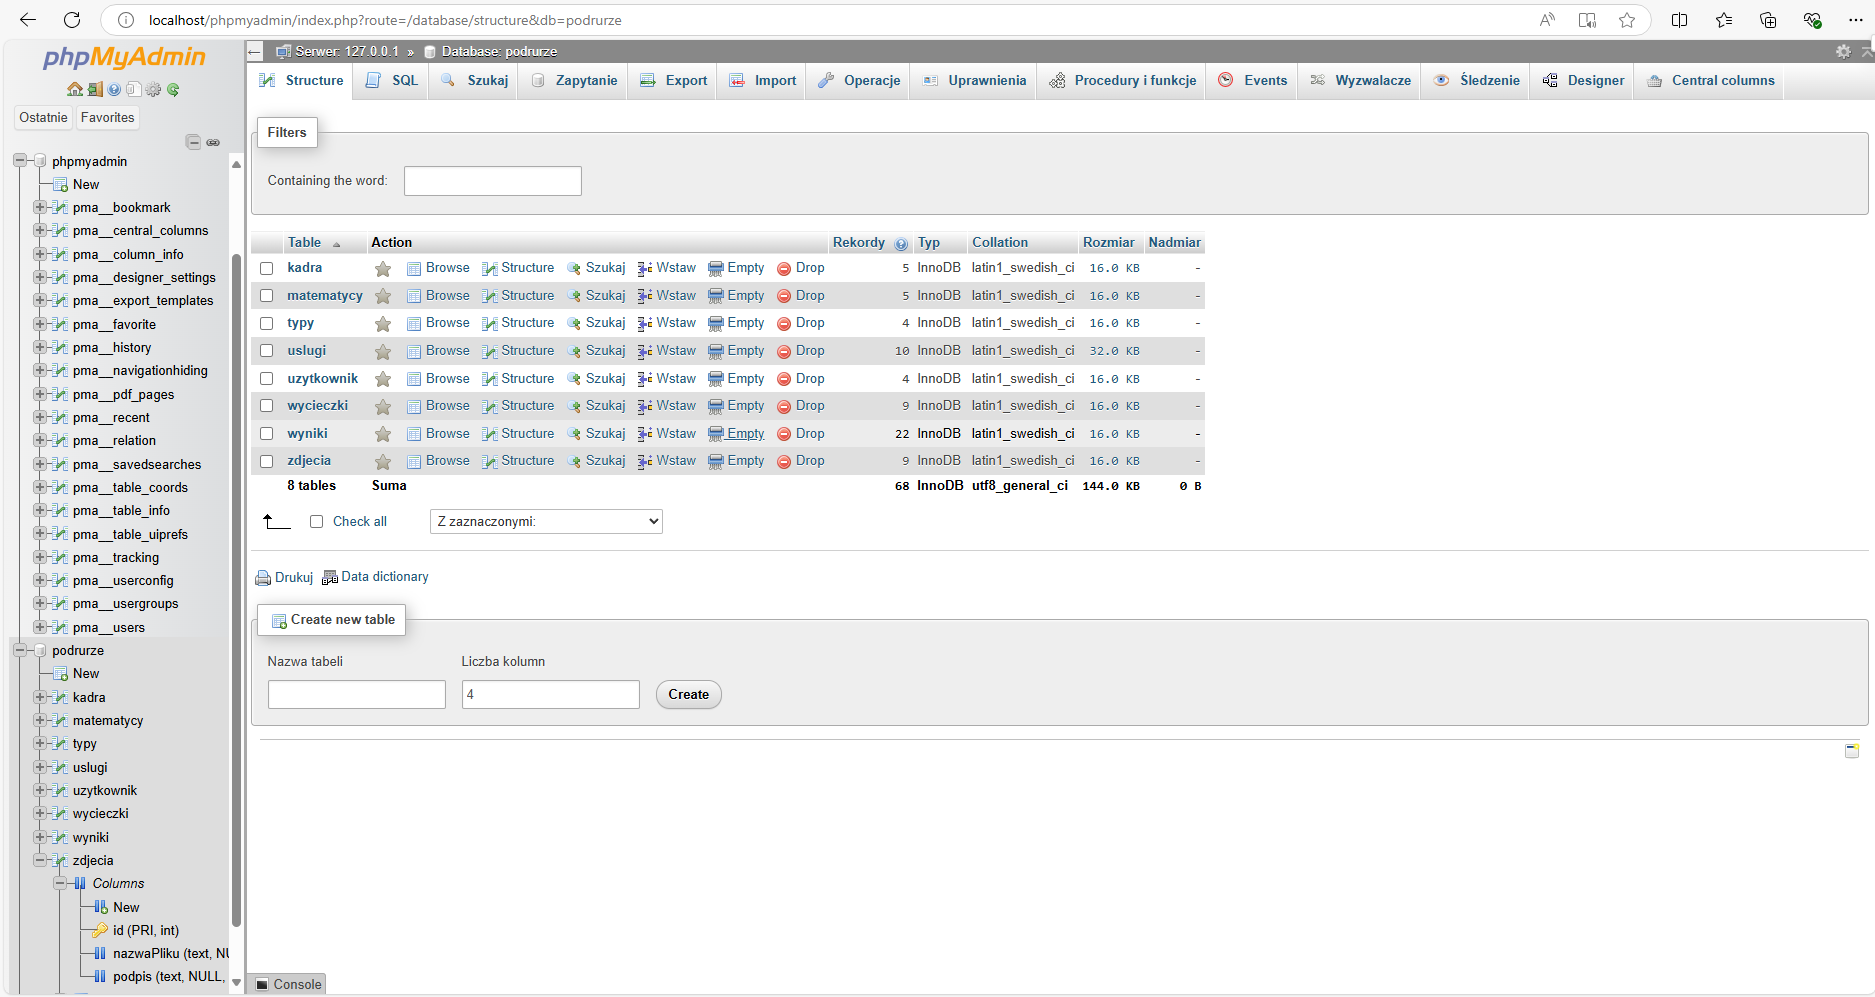 localhost/phpmyadmin/index.php?route=/database/structure&db=podrurze
phpMyAdmin
Ostatnie Favorites
phpmyadmin
New
pma__bookmark
pma__central_columns
pma__column_info
pma__designer_settings
pma__export_templates
pma__favorite
pma__history
pma__navigationhiding
pma__pdf_pages
pma__recent
pma__relation
pma__savedsearches
pma__table_coords
pma__table_info
pma__table_uiprefs
pma__tracking
pma__userconfig
pma__usergroups
pma__users
podrurze
New
kadra
matematycy
typy
uslugi
uzytkownik
wycieczki
wyniki
zdjecia
Columns
New
id (PRI, int)
nazwaPliku (text, NU
podpis (text, NULL,
Serwer: 127.0.0.1 » Database: podrurze
Structure SQL Szukaj Zapytanie Export Import Operacje Uprawnienia Procedury i funkcje Events Wyzwalacze Śledzenie Designer Central columns
Filters
Containing the word:
Table Action Rekordy Typ Collation Rozmiar Nadmiar
kadra Browse Structure Szukaj Wstaw Empty Drop 5 InnoDB latin1_swedish_ci 16.0 KB -
matematycy Browse Structure Szukaj Wstaw Empty Drop 5 InnoDB latin1_swedish_ci 16.0 KB -
typy Browse Structure Szukaj Wstaw Empty Drop 4 InnoDB latin1_swedish_ci 16.0 KB -
uslugi Browse Structure Szukaj Wstaw Empty Drop 10 InnoDB latin1_swedish_ci 32.0 KB -
uzytkownik Browse Structure Szukaj Wstaw Empty Drop 4 InnoDB latin1_swedish_ci 16.0 KB -
wycieczki Browse Structure Szukaj Wstaw Empty Drop 9 InnoDB latin1_swedish_ci 16.0 KB -
wyniki Browse Structure Szukaj Wstaw Empty Drop 22 InnoDB latin1_swedish_ci 16.0 KB -
zdjecia Browse Structure Szukaj Wstaw Empty Drop 9 InnoDB latin1_swedish_ci 16.0 KB -
8 tables Suma 68 InnoDB utf8_general_ci 144.0 KB 0 B
Check all Z zaznaczonymi:
Drukuj Data dictionary
Create new table
Nazwa tabeli Liczba kolumn
4 Create
Console